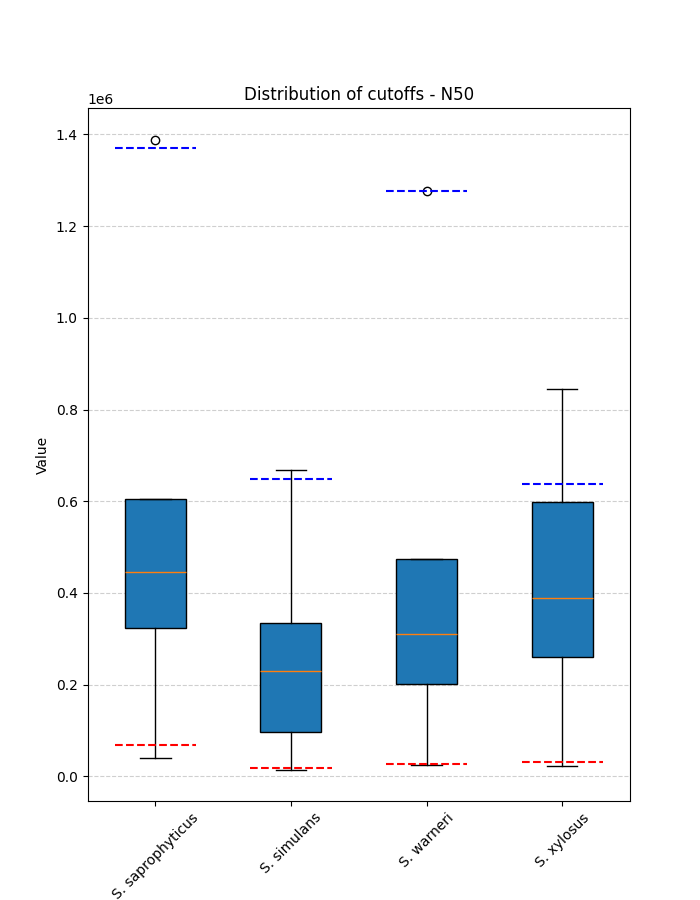 Distribution of cutoffs - N50
1e6
1.4
1.2
1.0
0.8
0.6
0.4
0.2
0.0
Value
S. saprophyticus
S. simulans
S. warneri
S. xylosus